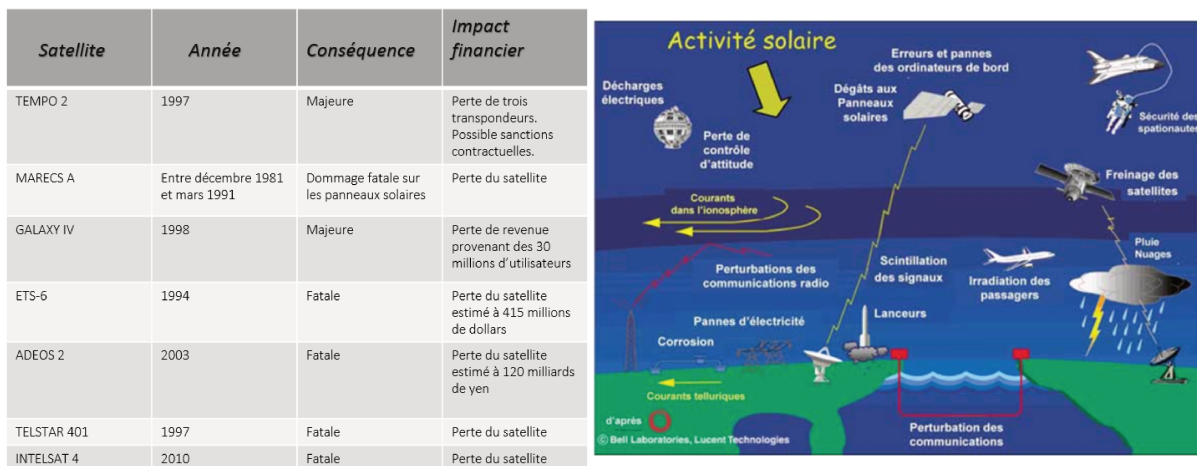 Satellite Année Conséquence Impact
financier
TEMPO 2 1997 Majeure Perte de trois
transpondeurs.
Possible sanctions
contractuelles.
MARECS A Entre décembre 1981 Dommage fatale sur Perte du satellite
et mars 1991 les panneaux solaires
GALAXY IV 1998 Majeure Perte de revenue
provenant des 30
millions d'utilisateurs
ETS-6 1994 Fatale Perte du satellite
estimé à 415 millions
de dollars
ADEOS 2 2003 Fatale Perte du satellite
estimé à 120 milliards
de yen
TELSTAR 401 1997 Fatale Perte du satellite
INTELSAT 4 2010 Fatale Perte du satellite
Activité solaire
Erreurs et pannes
des ordinateurs de bord
Décharges
électriques
Dégâts aux
Panneaux
solaires
Sécurité des
spationautes
Perte de
contrôle
d'attitude
Freinage des
satellites
Courants
dans l'ionosphère
Pluie
Nuages
Perturbations des
communications radio
Scintillation
des signaux
Irradiation des
passagers
Lanceurs
Pannes d'électricité
Corrosion
Courants telluriques
d'après
© Bell Laboratories, Lucent Technologies
Perturbation des
communications